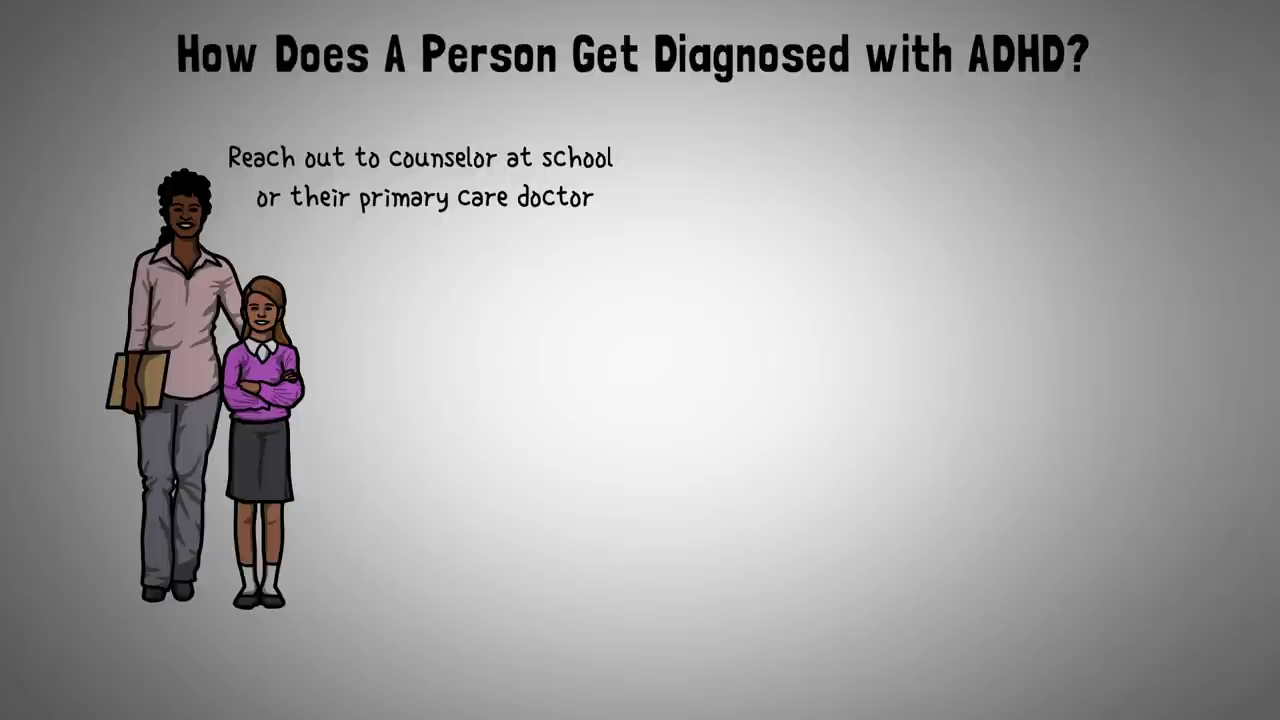 How Does A Person Get Diagnosed with ADHD?
Reach out to counselor at school
or their primary care doctor